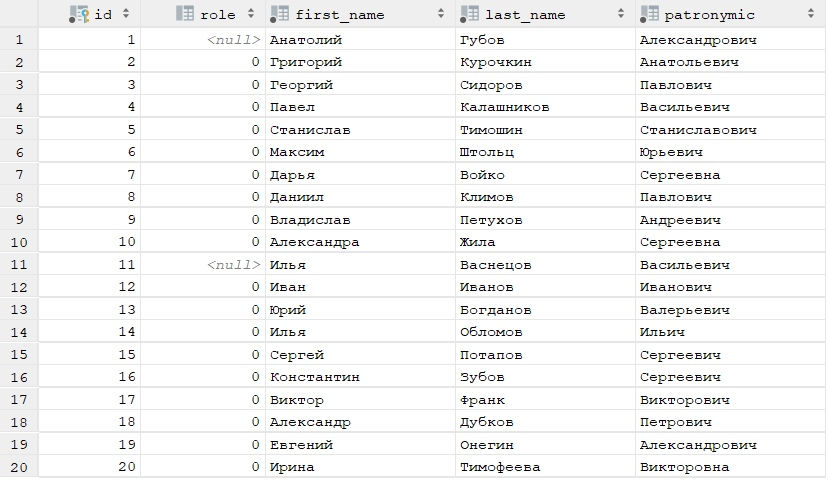 id role first_name last_name patronymic
1 1 <null> Анатолий Губов Александрович
2 2 0 Григорий Курочкин Анатольевич
3 3 0 Георгий Сидоров Павлович
4 4 0 Павел Калашников Васильевич
5 5 0 Станислав Тимошин Станиславович
6 6 0 Максим Штольц Юрьевич
7 7 0 Дарья Войко Сергеевна
8 8 0 Даниил Климов Павлович
9 9 0 Владислав Петухов Андреевич
10 10 0 Александра Жила Сергеевна
11 11 <null> Илья Васнецов Васильевич
12 12 0 Иван Иванов Иванович
13 13 0 Юрий Богданов Валерьевич
14 14 0 Илья Обломов Ильич
15 15 0 Сергей Потапов Сергеевич
16 16 0 Константин Зубов Сергеевич
17 17 0 Виктор Франк Викторович
18 18 0 Александр Дубков Петрович
19 19 0 Евгений Онегин Александрович
20 20 0 Ирина Тимофеева Викторовна